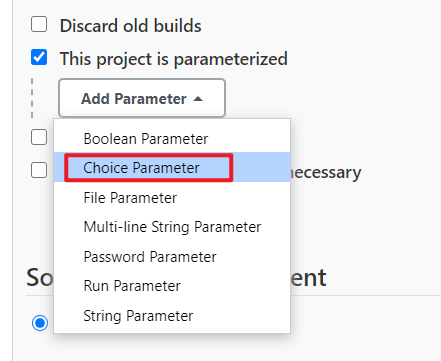 Discard old builds
This project is parameterized
Add Parameter
Boolean Parameter
Choice Parameter
necessary
File Parameter
Multi-line String Parameter
Password Parameter
Run Parameter
String Parameter
So
ent